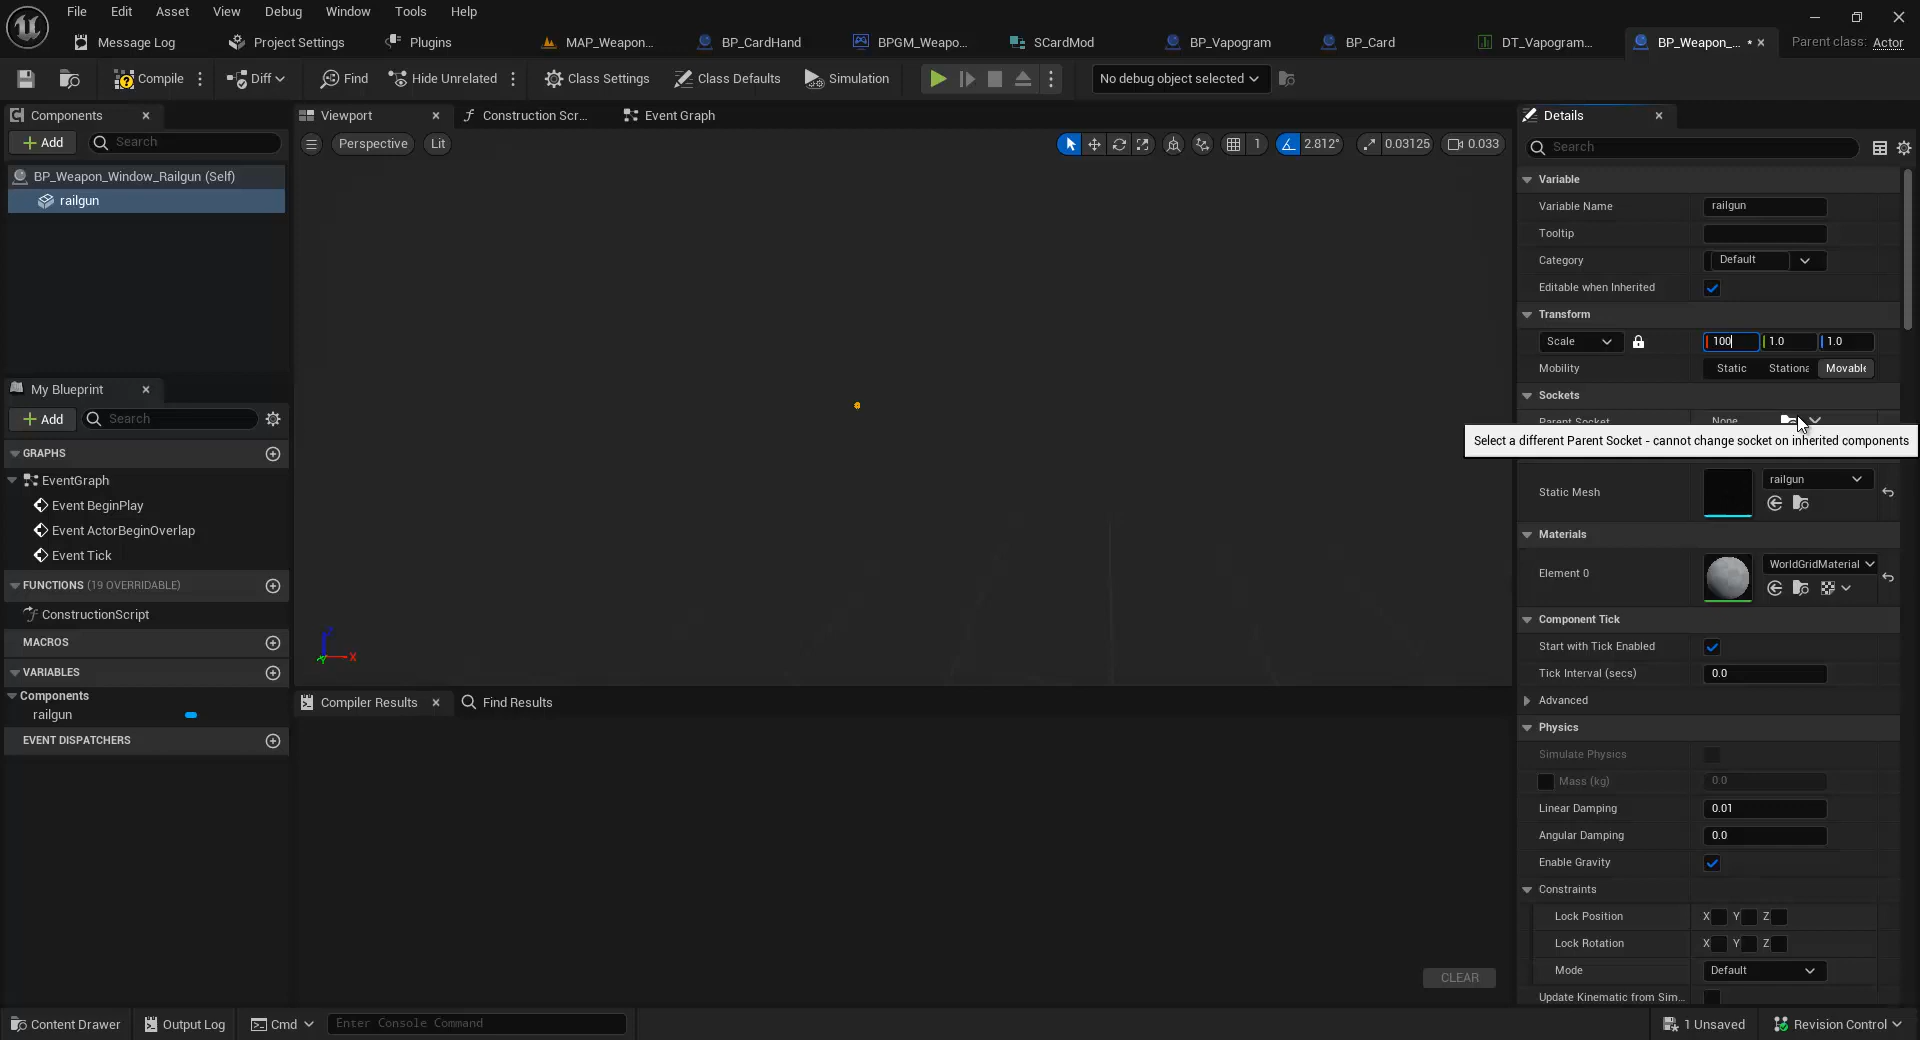 File Edit Asset View Debug Window Tools Help
Message Log Project Settings Plugins MAP_Weapon... BP_CardHand BPGM_Weapo... SCardMod BP_Vapogram BP_Card DT_Vapogram... BP_Weapon_... * Parent class: Actor
Compile Diff Find Hide Unrelated Class Settings Class Defaults Simulation No debug object selected
Components
Add Search
BP_Weapon_Window_Railgun (Self)
railgun
My Blueprint
Add Search
GRAPHS
EventGraph
Event BeginPlay
Event ActorBeginOverlap
Event Tick
FUNCTIONS (19 OVERRIDABLE)
ConstructionScript
MACROS
VARIABLES
Components
railgun
EVENT DISPATCHERS
Viewport Construction Scr... Event Graph
Perspective Lit 1 2.812° 0.03125 0.033
Z
Y X
Compiler Results Find Results
CLEAR
Details
Search
Variable
Variable Name railgun
Tooltip
Category Default
Editable when Inherited
Transform
Scale 100 1.0 1.0
Mobility Static Stationa Movable
Sockets
Parent Socket None
Select a different Parent Socket - cannot change socket on inherited components
Static Mesh railgun
Materials
Element 0 WorldGridMaterial
Component Tick
Start with Tick Enabled
Tick Interval (secs) 0.0
Advanced
Physics
Simulate Physics
Mass (kg) 0.0
Linear Damping 0.01
Angular Damping 0.0
Enable Gravity
Constraints
Lock Position X Y Z
Lock Rotation X Y Z
Mode Default
Update Kinematic from Sim...
Content Drawer Output Log Cmd Enter Console Command 1 Unsaved Revision Control